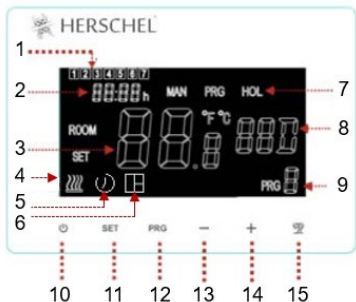 HERSCHEL
1
1 2 3 4 5 6 7
2
88:88 h
MAN PRG HOL
7
ROOM
SET
88.8
°F °C
88
8
3
4
5
6
PRG 8
9
SET PRG − +
10 11 12 13 14 15